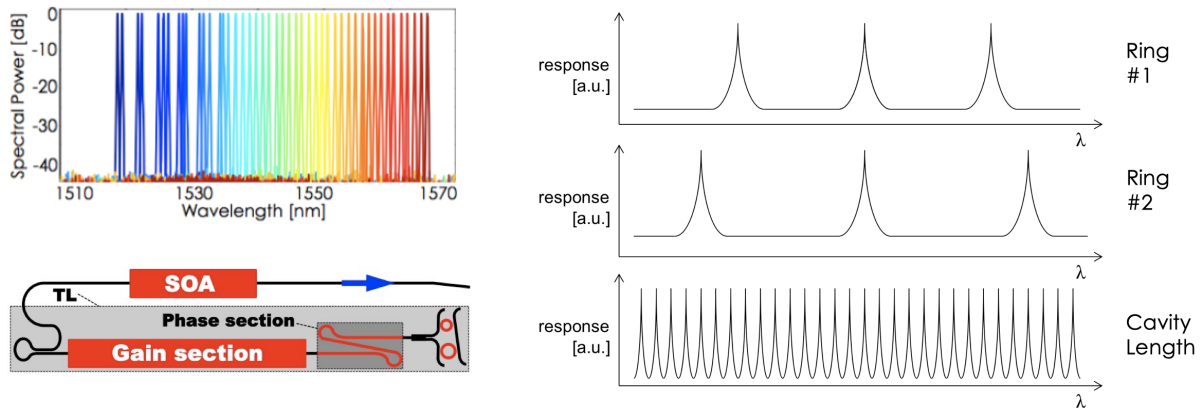 Spectral Power [dB]
0
-10
-20
-30
-40
1510
1530
1550
1570
Wavelength [nm]
SOA
TL
Phase section
Gain section
response
[a.u.]
λ
Ring
#1
response
[a.u.]
λ
Ring
#2
response
[a.u.]
λ
Cavity
Length